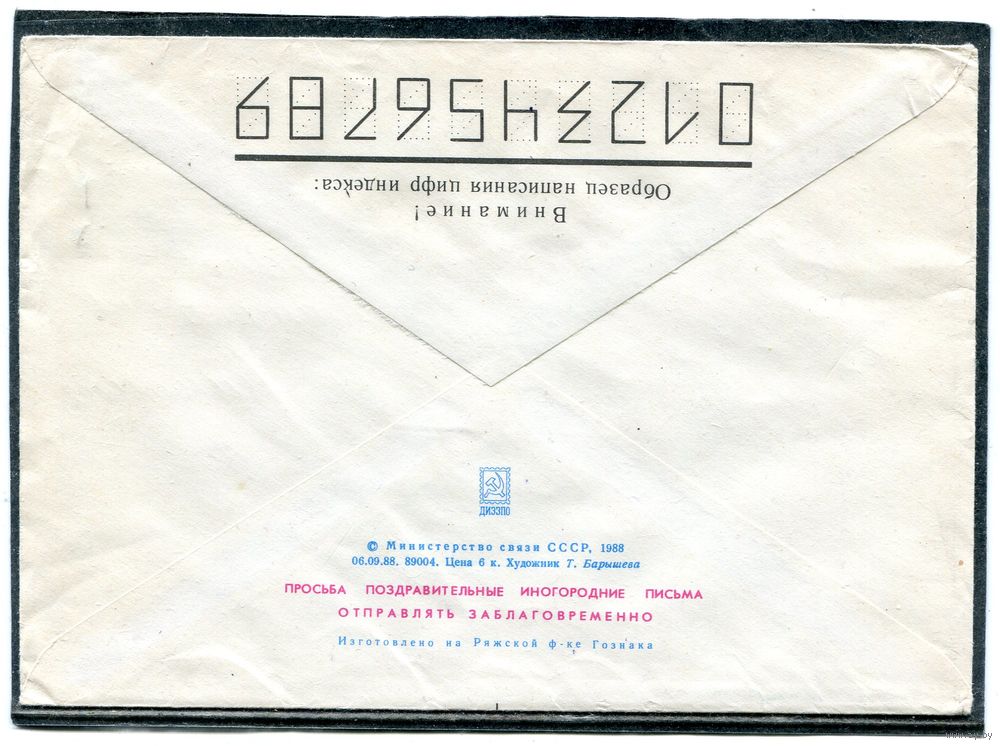 Внимание!
Образец написания цифр индекса:
0123456789
ДИЭЗПО
© Министерство связи СССР, 1988
06.09.88. 89004. Цена 6 к. Художник Т. Барышева
ПРОСЬБА ПОЗДРАВИТЕЛЬНЫЕ ИНОГОРОДНИЕ ПИСЬМА
ОТПРАВЛЯТЬ ЗАБЛАГОВРЕМЕННО
Изготовлено на Ряжской ф-ке Гознака